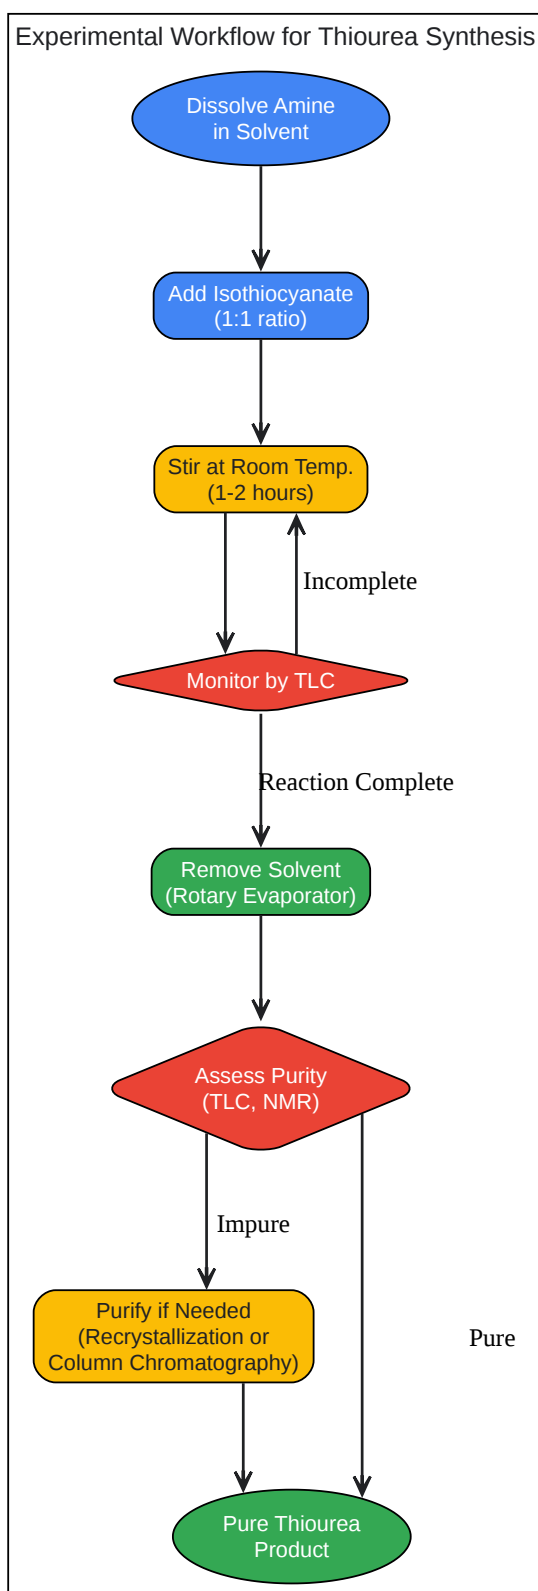 Experimental Workflow for Thiourea Synthesis
Dissolve Amine
in Solvent
Add Isothiocyanate
(1:1 ratio)
Stir at Room Temp.
(1-2 hours)
Incomplete
Monitor by TLC
Reaction Complete
Remove Solvent
(Rotary Evaporator)
Assess Purity
(TLC, NMR)
Impure
Purify if Needed
(Recrystallization or
Column Chromatography)
Pure
Pure Thiourea
Product